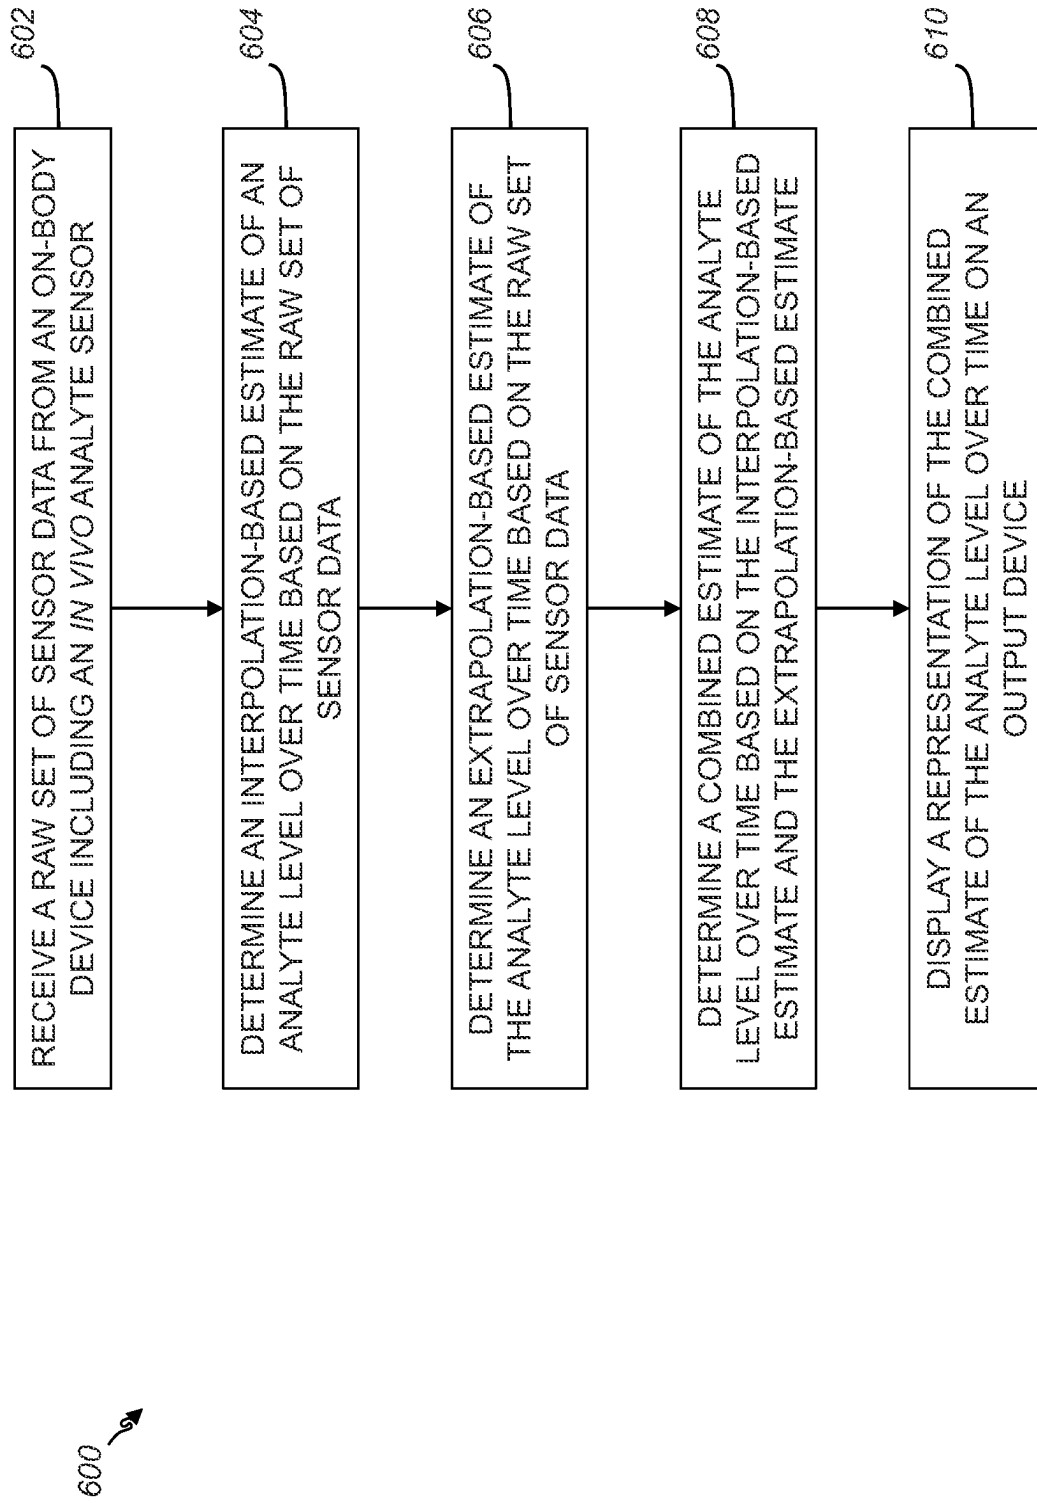 600
602
RECEIVE A RAW SET OF SENSOR DATA FROM AN ON-BODY
DEVICE INCLUDING AN IN VIVO ANALYTE SENSOR
604
DETERMINE AN INTERPOLATION-BASED ESTIMATE OF AN
ANALYTE LEVEL OVER TIME BASED ON THE RAW SET OF
SENSOR DATA
606
DETERMINE AN EXTRAPOLATION-BASED ESTIMATE OF
THE ANALYTE LEVEL OVER TIME BASED ON THE RAW SET
OF SENSOR DATA
608
DETERMINE A COMBINED ESTIMATE OF THE ANALYTE
LEVEL OVER TIME BASED ON THE INTERPOLATION-BASED
ESTIMATE AND THE EXTRAPOLATION-BASED ESTIMATE
610
DISPLAY A REPRESENTATION OF THE COMBINED
ESTIMATE OF THE ANALYTE LEVEL OVER TIME ON AN
OUTPUT DEVICE